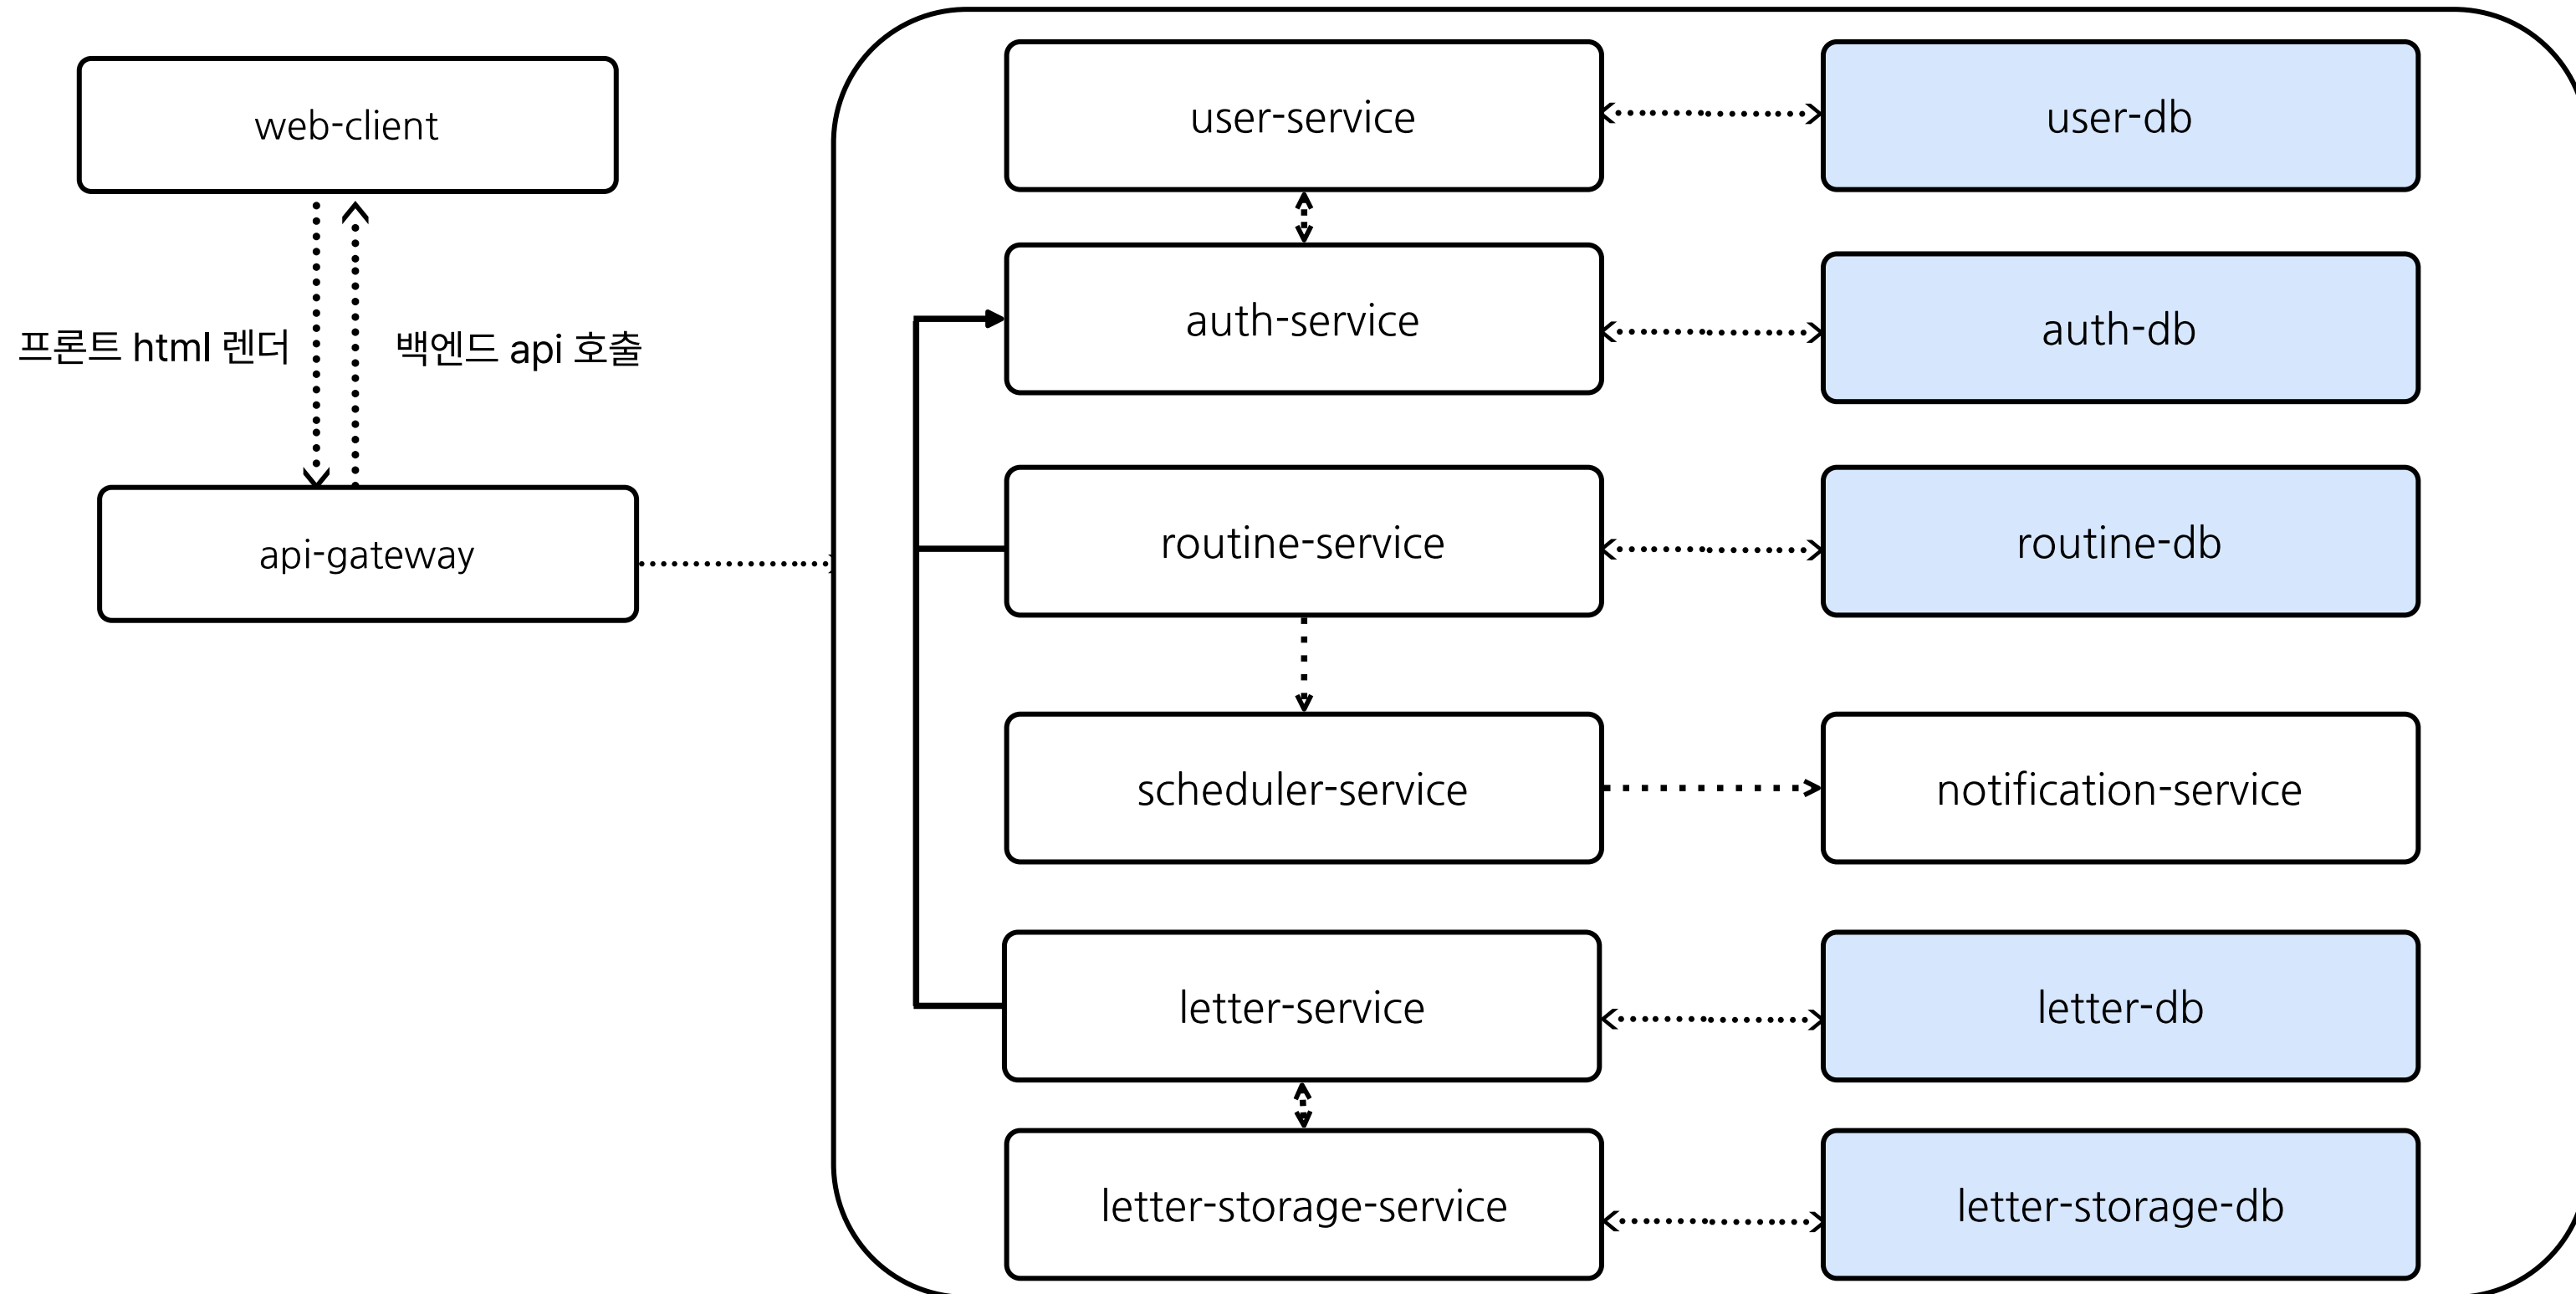 web-client
프론트 html 렌더
백엔드 api 호출
api-gateway
user-service
user-db
auth-service
auth-db
routine-service
routine-db
scheduler-service
notification-service
letter-service
letter-db
letter-storage-service
letter-storage-db